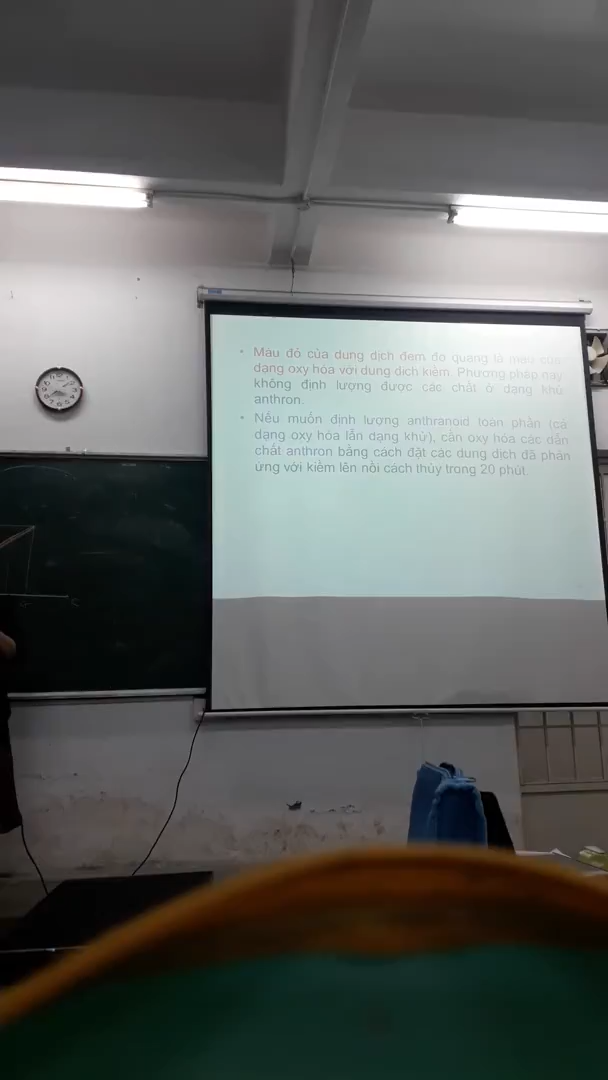 • Màu đỏ của dung dịch đem đo quang là màu của
dạng oxy hóa với dung dịch kiềm. Phương pháp này
không định lượng được các chất ở dạng khử
anthron.
• Nếu muốn định lượng anthranoid toàn phần (cả
dạng oxy hóa lẫn dạng khử), cần oxy hóa các dẫn
chất anthron bằng cách đặt các dung dịch đã phản
ứng với kiềm lên nồi cách thủy trong 20 phút.